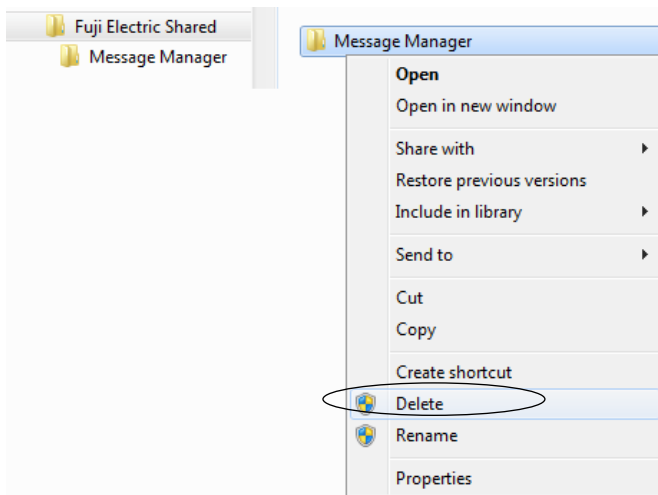 Fuji Electric Shared
Message Manager
Message Manager
Open
Open in new window
Share with
Restore previous versions
Include in library
Send to
Cut
Copy
Create shortcut
Delete
Rename
Properties